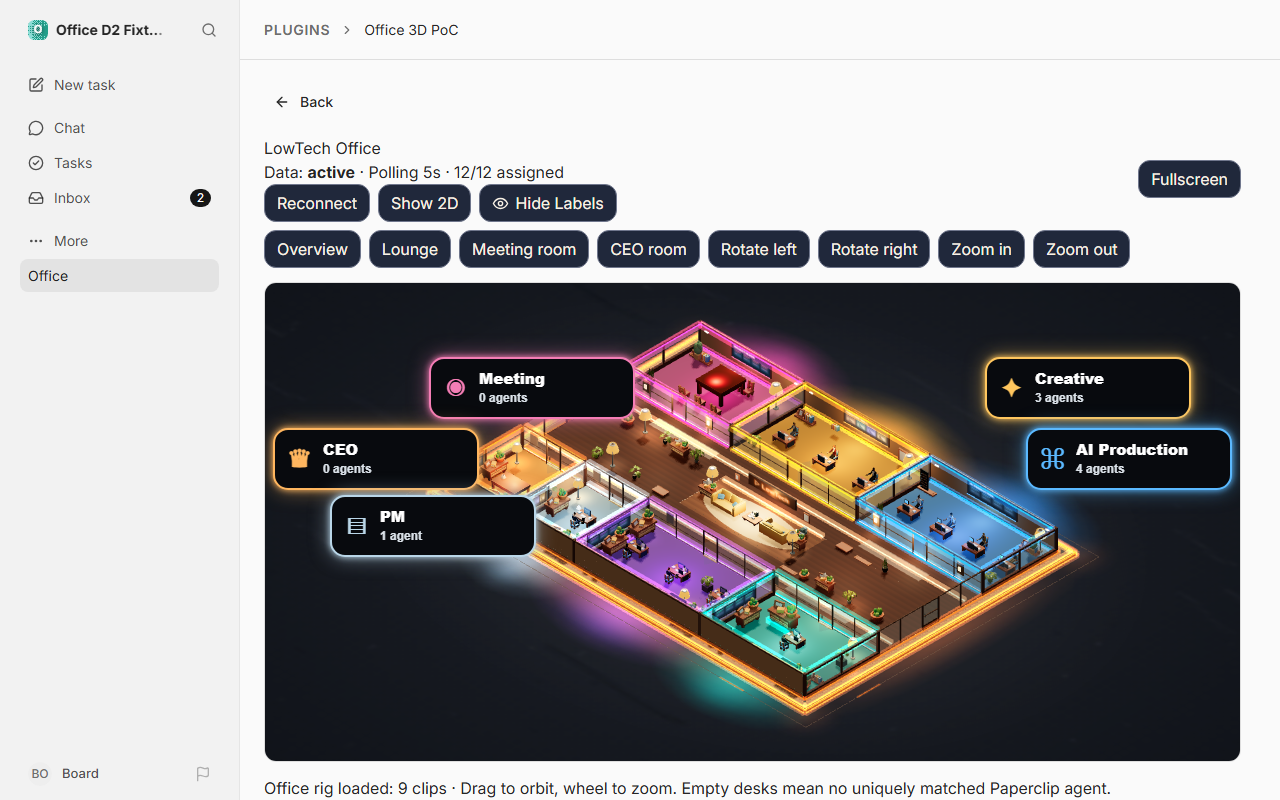 Office D2 Fixt...
New task
Chat
Tasks
Inbox 2
More
Office
BO Board
PLUGINS > Office 3D PoC
Back
LowTech Office
Data: active · Polling 5s · 12/12 assigned
Reconnect Show 2D Hide Labels
Fullscreen
Overview Lounge Meeting room CEO room Rotate left Rotate right Zoom in Zoom out
Meeting
0 agents
Creative
3 agents
CEO
0 agents
AI Production
4 agents
PM
1 agent
Office rig loaded: 9 clips · Drag to orbit, wheel to zoom. Empty desks mean no uniquely matched Paperclip agent.